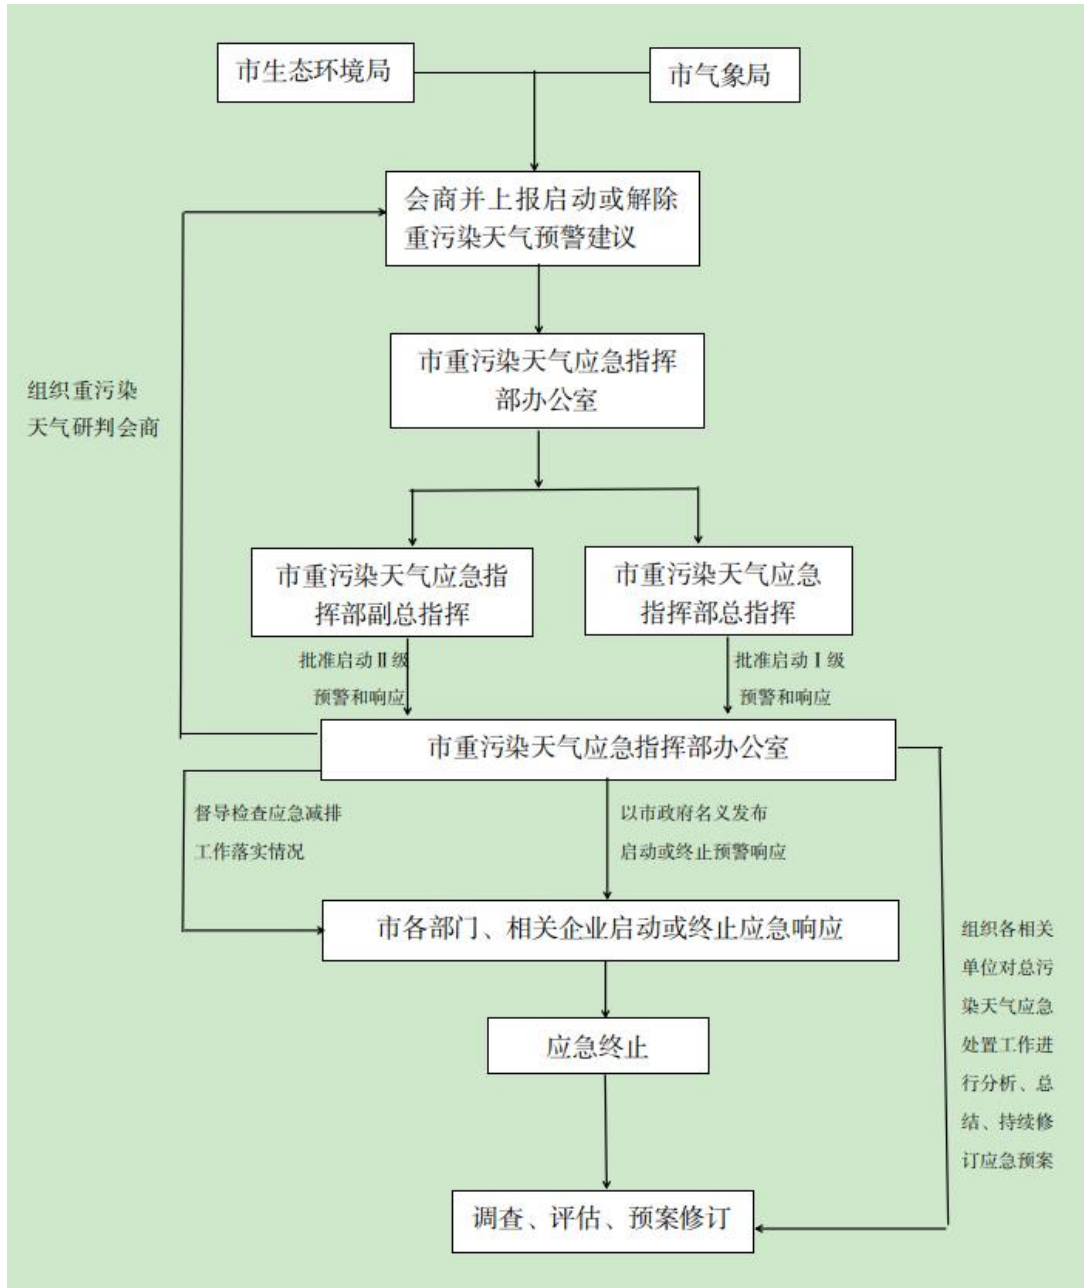 市生态环境局
市气象局
会商并上报启动或解除
重污染天气预警建议
组织重污染
天气研判会商
市重污染天气应急指挥
部办公室
市重污染天气应急指
挥部副总指挥
市重污染天气应急
指挥部总指挥
批准启动Ⅱ级
预警和响应
批准启动Ⅰ级
预警和响应
市重污染天气应急指挥部办公室
督导检查应急减排
工作落实情况
以市政府名义发布
启动或终止预警响应
市各部门、相关企业启动或终止应急响应
组织各相关
单位对总污
染天气应急
处置工作进
行分析、总
结、持续修
订应急预案
应急终止
调查、评估、预案修订